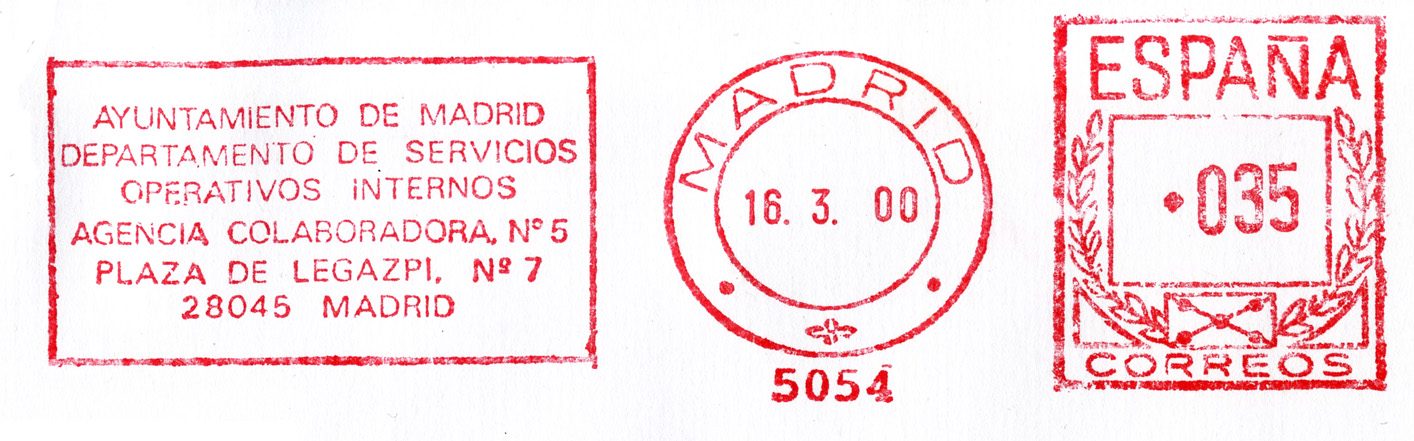 AYUNTAMIENTO DE MADRID
DEPARTAMENTO DE SERVICIOS
OPERATIVOS INTERNOS
AGENCIA COLABORADORA, Nº 5
PLAZA DE LEGAZPI, Nº 7
28045 MADRID
MADRID
16. 3. 00
5054
ESPAÑA
035
CORREOS